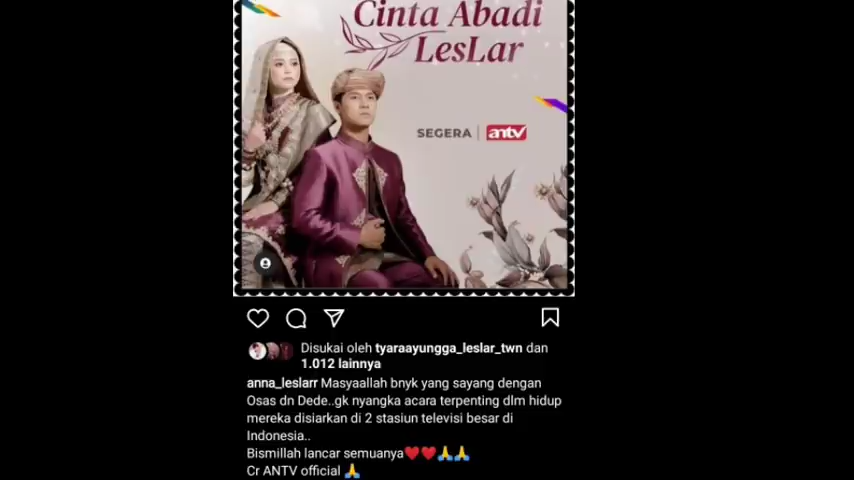 Cinta Abadi
LesLar
SEGERA | antv
Disukai oleh tyaraayungga_leslar_twn dan
1.012 lainnya
anna_leslarr Masyaallah bnyk yang sayang dengan
Osas dn Dede..gk nyangka acara terpenting dlm hidup
mereka disiarkan di 2 stasiun televisi besar di
Indonesia..
Bismillah lancar semuanya❤️❤️🙏🙏
Cr ANTV official 🙏